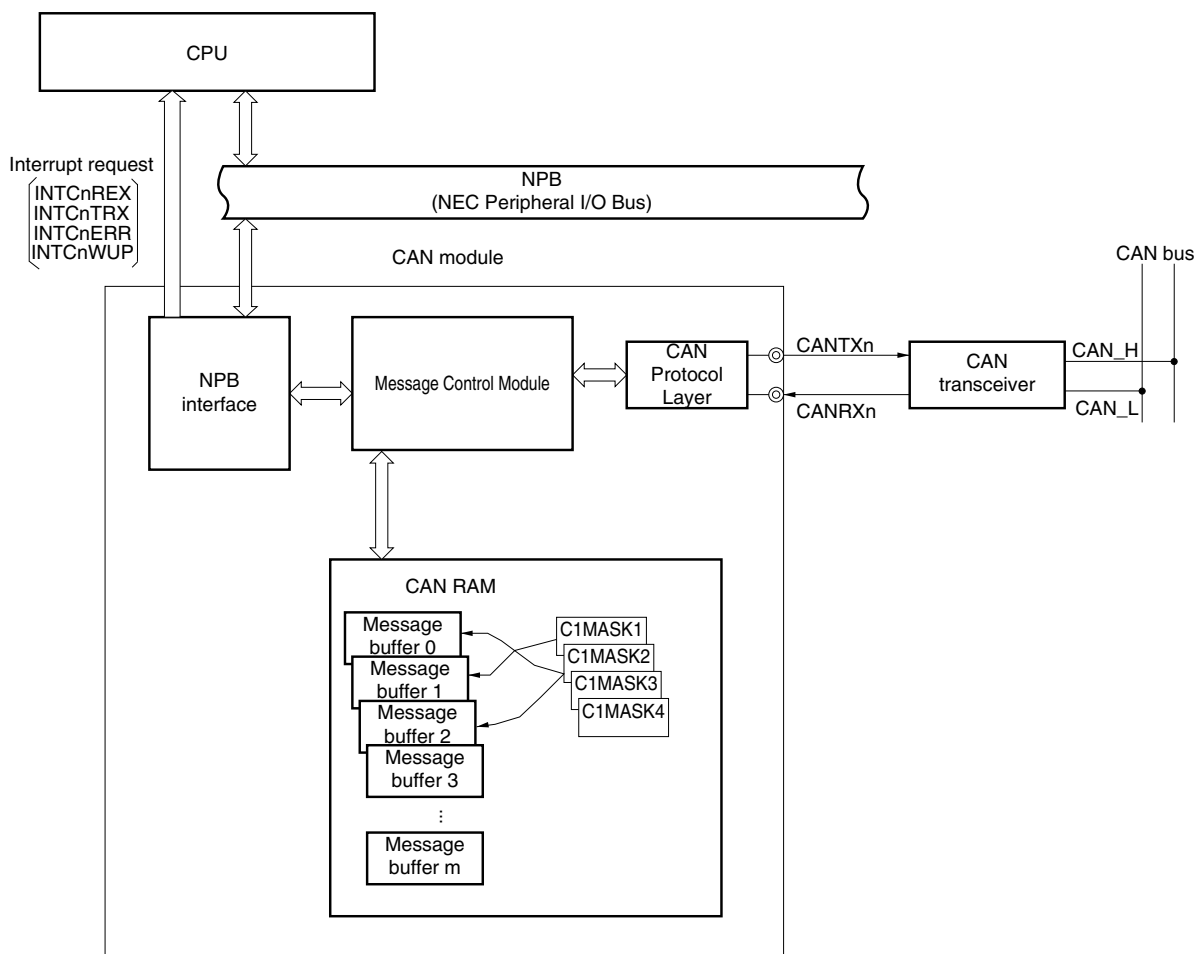 CPU
Interrupt request
INTCnREX
INTCnTRX
INTCnERR
INTCnWUP
NPB
(NEC Peripheral I/O Bus)
CAN module
CAN bus
NPB
interface
Message Control Module
CAN
Protocol
Layer
CANTXn
CANRXn
CAN
transceiver
CAN_H
CAN_L
CAN RAM
Message
buffer 0
Message
buffer 1
Message
buffer 2
Message
buffer 3
...
Message
buffer m
C1MASK1
C1MASK2
C1MASK3
C1MASK4